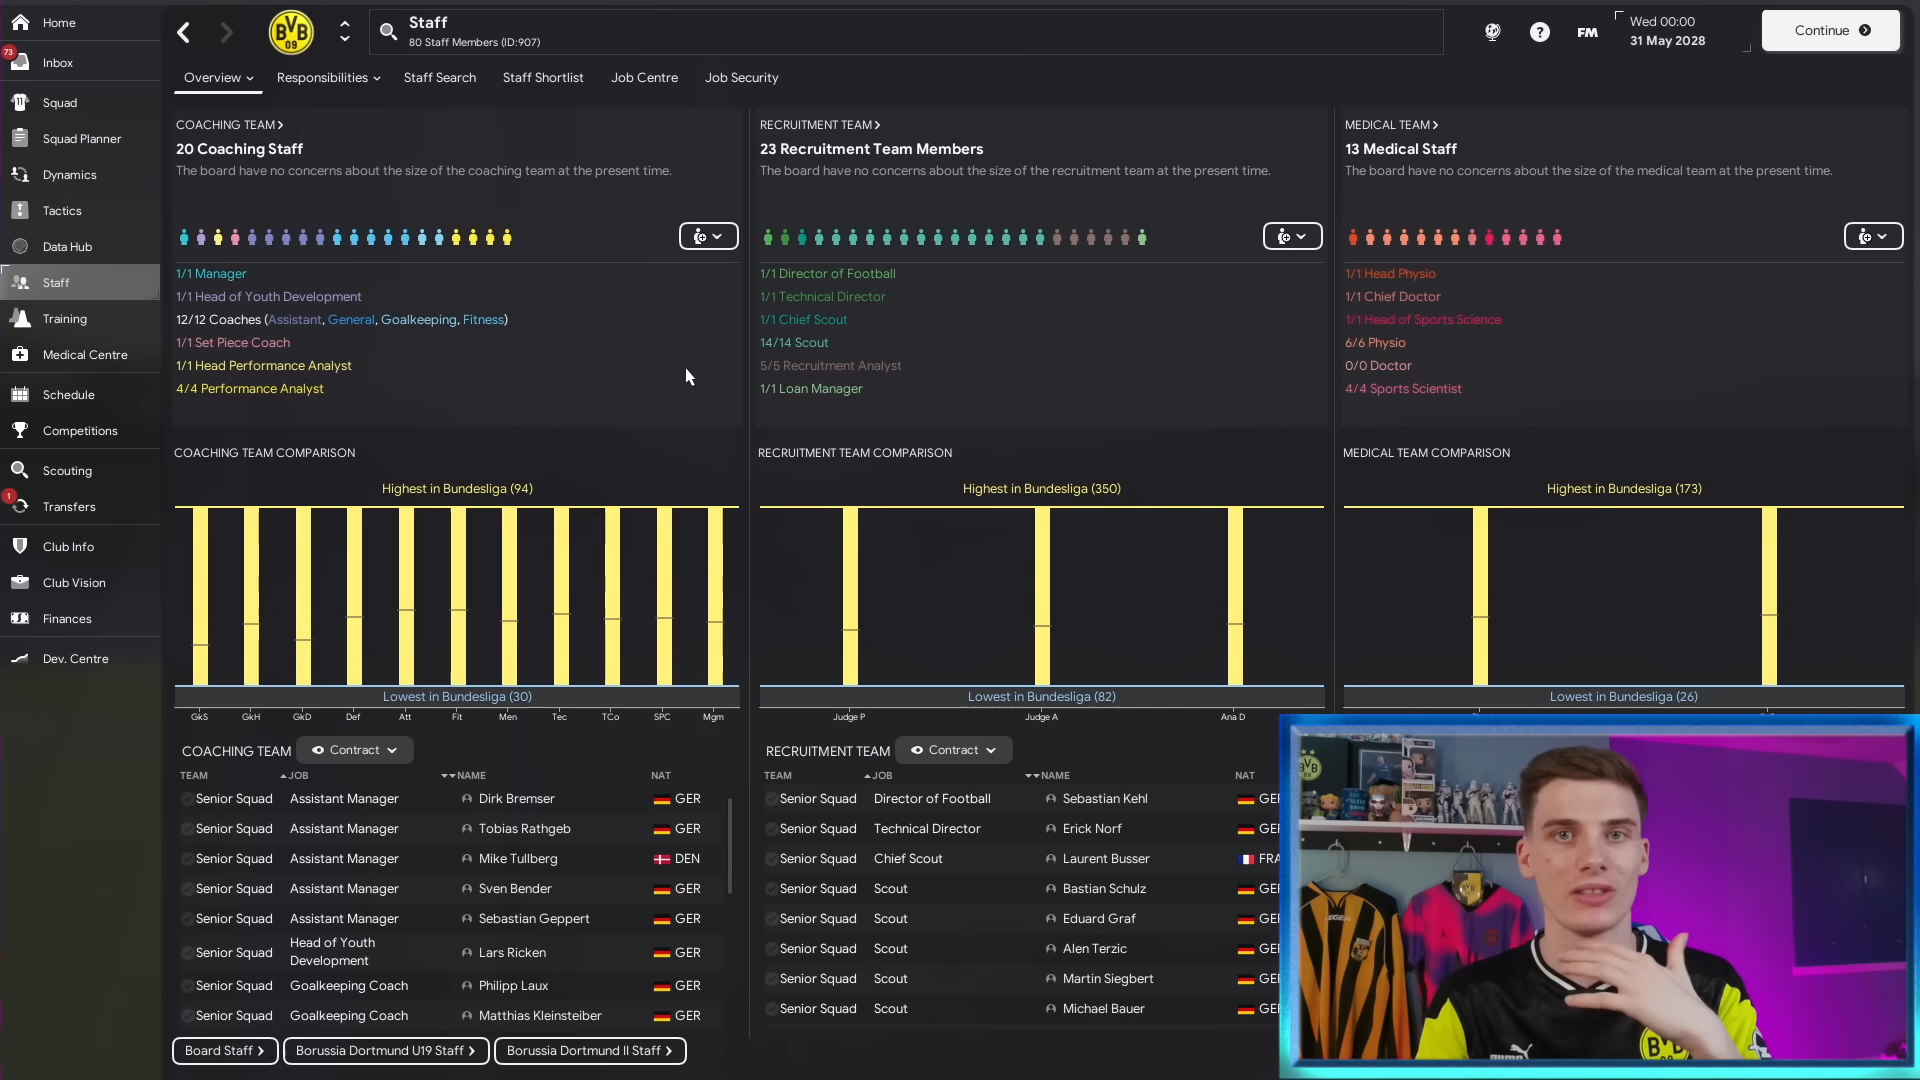 Home
73
Inbox
Squad
Squad Planner
Dynamics
Tactics
Data Hub
Staff
Training
Medical Centre
Schedule
Competitions
Scouting
1
Transfers
Club Info
Club Vision
Finances
Dev. Centre
BVB
09
Staff
80 Staff Members (ID:907)
FM
Wed 00:00
31 May 2028
Continue
Overview
Responsibilities
Staff Search
Staff Shortlist
Job Centre
Job Security
COACHING TEAM
20 Coaching Staff
The board have no concerns about the size of the coaching team at the present time.
1/1 Manager
1/1 Head of Youth Development
12/12 Coaches (Assistant, General, Goalkeeping, Fitness)
1/1 Set Piece Coach
1/1 Head Performance Analyst
4/4 Performance Analyst
RECRUITMENT TEAM
23 Recruitment Team Members
The board have no concerns about the size of the recruitment team at the present time.
1/1 Director of Football
1/1 Technical Director
1/1 Chief Scout
14/14 Scout
5/5 Recruitment Analyst
1/1 Loan Manager
MEDICAL TEAM
13 Medical Staff
The board have no concerns about the size of the medical team at the present time.
1/1 Head Physio
1/1 Chief Doctor
1/1 Head of Sports Science
6/6 Physio
0/0 Doctor
4/4 Sports Scientist
COACHING TEAM COMPARISON
Highest in Bundesliga (94)
Lowest in Bundesliga (30)
GkS GkH GkD Def Att Fit Men Tec TCo SPC Mgm
RECRUITMENT TEAM COMPARISON
Highest in Bundesliga (350)
Lowest in Bundesliga (82)
Judge P Judge A Ana D
MEDICAL TEAM COMPARISON
Highest in Bundesliga (173)
Lowest in Bundesliga (26)
COACHING TEAM Contract
TEAM JOB NAME NAT
Senior Squad Assistant Manager Dirk Bremser GER
Senior Squad Assistant Manager Tobias Rathgeb GER
Senior Squad Assistant Manager Mike Tullberg DEN
Senior Squad Assistant Manager Sven Bender GER
Senior Squad Assistant Manager Sebastian Geppert GER
Senior Squad Head of Youth Development Lars Ricken GER
Senior Squad Goalkeeping Coach Philipp Laux GER
Senior Squad Goalkeeping Coach Matthias Kleinsteiber GER
RECRUITMENT TEAM Contract
TEAM JOB NAME NAT
Senior Squad Director of Football Sebastian Kehl GER
Senior Squad Technical Director Erick Norf GER
Senior Squad Chief Scout Laurent Busser FRA
Senior Squad Scout Bastian Schulz GER
Senior Squad Scout Eduard Graf GER
Senior Squad Scout Alen Terzic GER
Senior Squad Scout Martin Siegbert GER
Senior Squad Scout Michael Bauer GER
Board Staff
Borussia Dortmund U19 Staff
Borussia Dortmund II Staff
BVB
LEGEA
PUMA
BVB